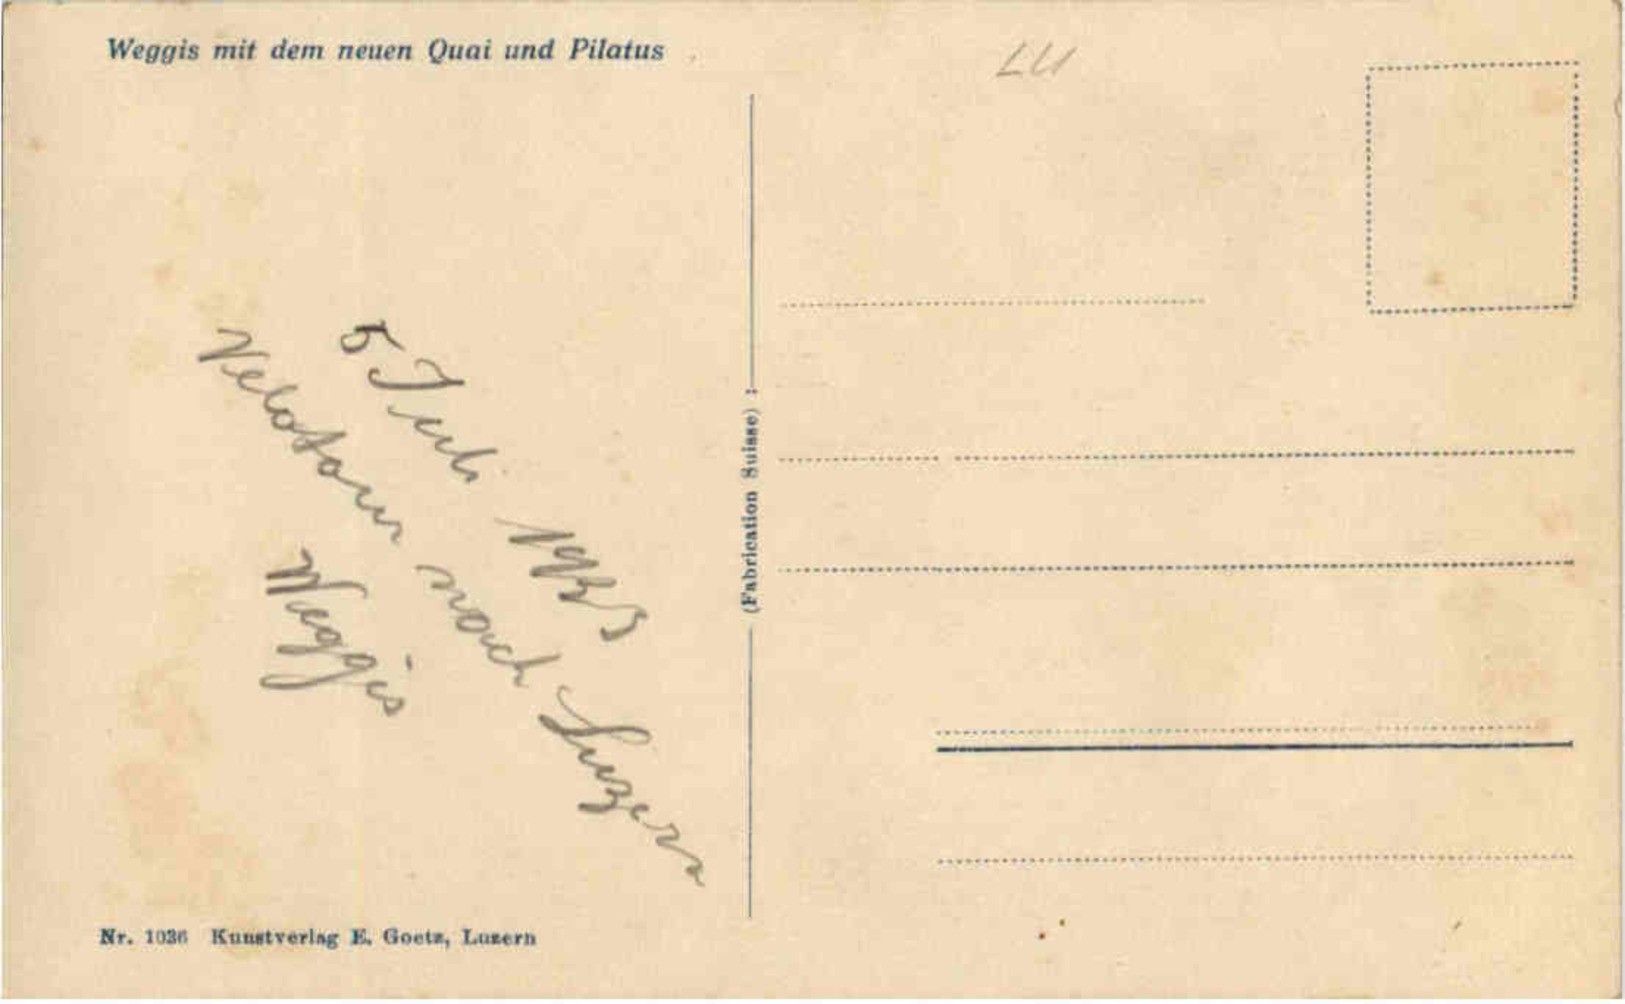 Weggis mit dem neuen Quai und Pilatus
LU
5 Juli 1933
Velotour nach Luzern
Weggis
(Fabrication Suisse) :
Nr. 1036 Kunstverlag E. Goetz, Luzern